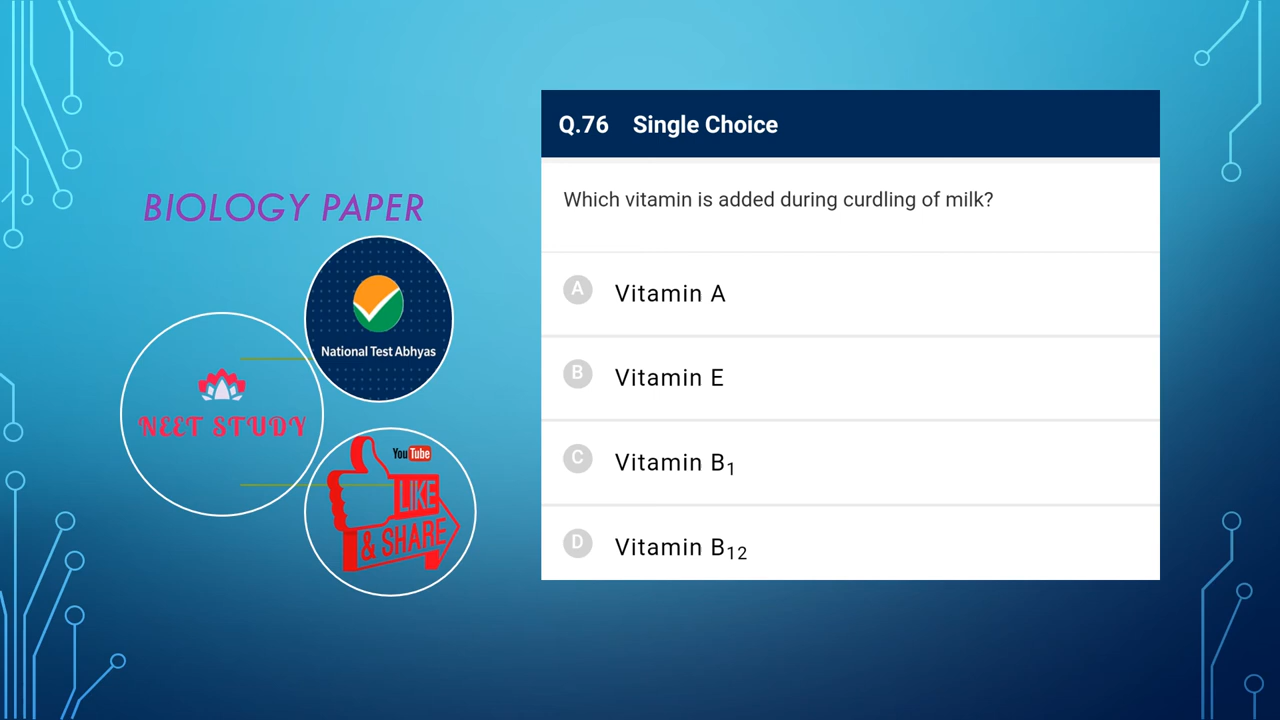 BIOLOGY PAPER
National Test Abhyas
NEET STUDY
YouTube
LIKE
& SHARE
Q.76 Single Choice
Which vitamin is added during curdling of milk?
A Vitamin A
B Vitamin E
C Vitamin B₁
D Vitamin B₁₂